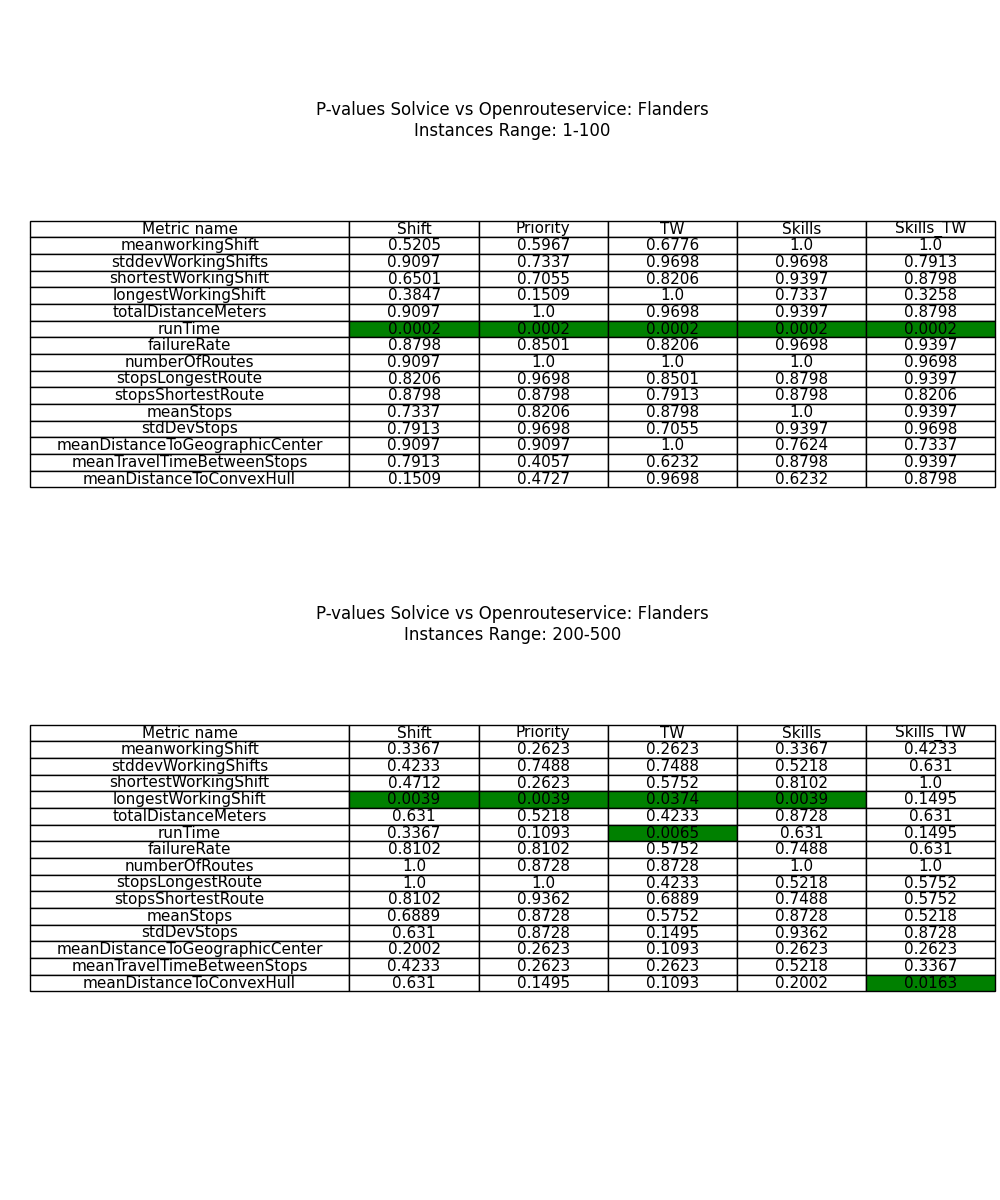 P-values Solvice vs Openrouteservice: Flanders
Instances Range: 1-100
Metric name Shift Priority TW Skills Skills_TW
meanworkingShift 0.5205 0.5967 0.6776 1.0 1.0
stddevWorkingShifts 0.9097 0.7337 0.9698 0.9698 0.7913
shortestWorkingShift 0.6501 0.7055 0.8206 0.9397 0.8798
longestWorkingShift 0.3847 0.1509 1.0 0.7337 0.3258
totalDistanceMeters 0.9097 1.0 0.9698 0.9397 0.8798
runTime 0.0002 0.0002 0.0002 0.0002 0.0002
failureRate 0.8798 0.8501 0.8206 0.9698 0.9397
numberOfRoutes 0.9097 1.0 1.0 1.0 0.9698
stopsLongestRoute 0.8206 0.9698 0.8501 0.8798 0.9397
stopsShortestRoute 0.8798 0.8798 0.7913 0.8798 0.8206
meanStops 0.7337 0.8206 0.8798 1.0 0.9397
stdDevStops 0.7913 0.9698 0.7055 0.9397 0.9698
meanDistanceToGeographicCenter 0.9097 0.9097 1.0 0.7624 0.7337
meanTravelTimeBetweenStops 0.7913 0.4057 0.6232 0.8798 0.9397
meanDistanceToConvexHull 0.1509 0.4727 0.9698 0.6232 0.8798
P-values Solvice vs Openrouteservice: Flanders
Instances Range: 200-500
Metric name Shift Priority TW Skills Skills_TW
meanworkingShift 0.3367 0.2623 0.2623 0.3367 0.4233
stddevWorkingShifts 0.4233 0.7488 0.7488 0.5218 0.631
shortestWorkingShift 0.4712 0.2623 0.5752 0.8102 1.0
longestWorkingShift 0.0039 0.0039 0.0374 0.0039 0.1495
totalDistanceMeters 0.631 0.5218 0.4233 0.8728 0.631
runTime 0.3367 0.1093 0.0065 0.631 0.1495
failureRate 0.8102 0.8102 0.5752 0.7488 0.631
numberOfRoutes 1.0 0.8728 0.8728 1.0 1.0
stopsLongestRoute 1.0 1.0 0.4233 0.5218 0.5752
stopsShortestRoute 0.8102 0.9362 0.6889 0.7488 0.5752
meanStops 0.6889 0.8728 0.5752 0.8728 0.5218
stdDevStops 0.631 0.8728 0.1495 0.9362 0.8728
meanDistanceToGeographicCenter 0.2002 0.2623 0.1093 0.2623 0.2623
meanTravelTimeBetweenStops 0.4233 0.2623 0.2623 0.5218 0.3367
meanDistanceToConvexHull 0.631 0.1495 0.1093 0.2002 0.0163